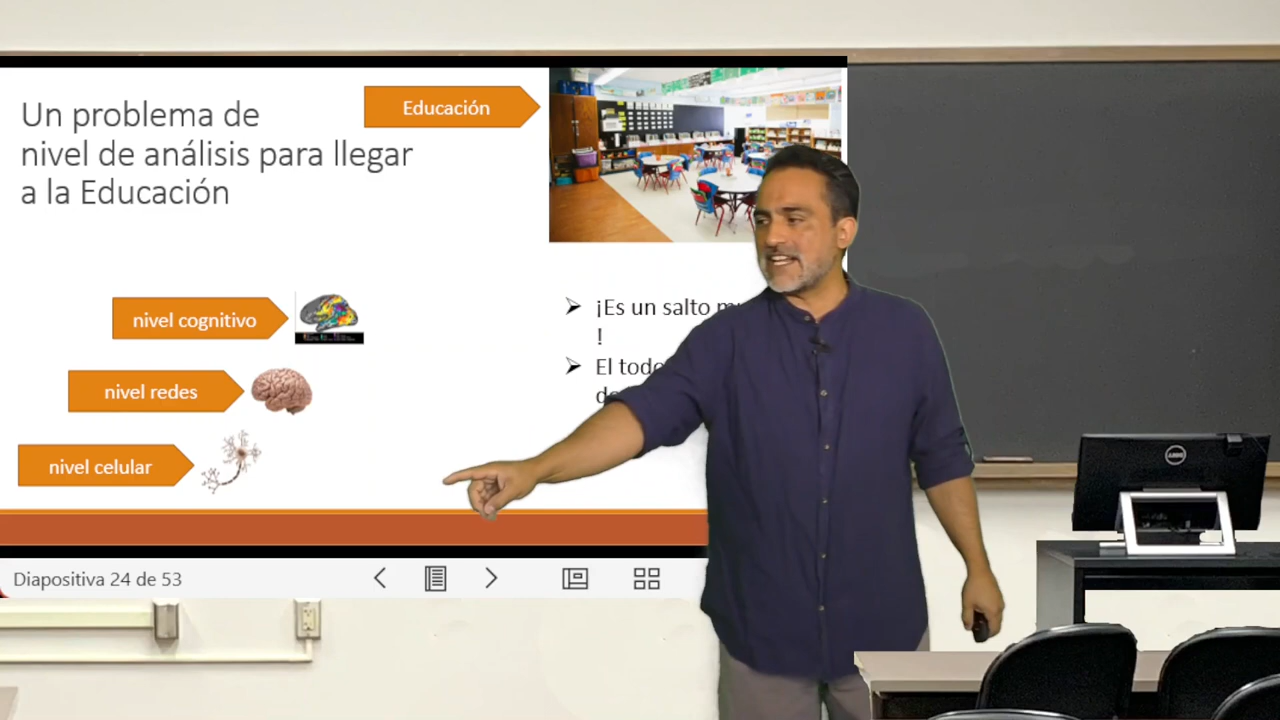 Un problema de
nivel de análisis para llegar
a la Educación
Educación
nivel cognitivo
nivel redes
nivel celular
¡Es un salto
!
El todo
Diapositiva 24 de 53
DELL